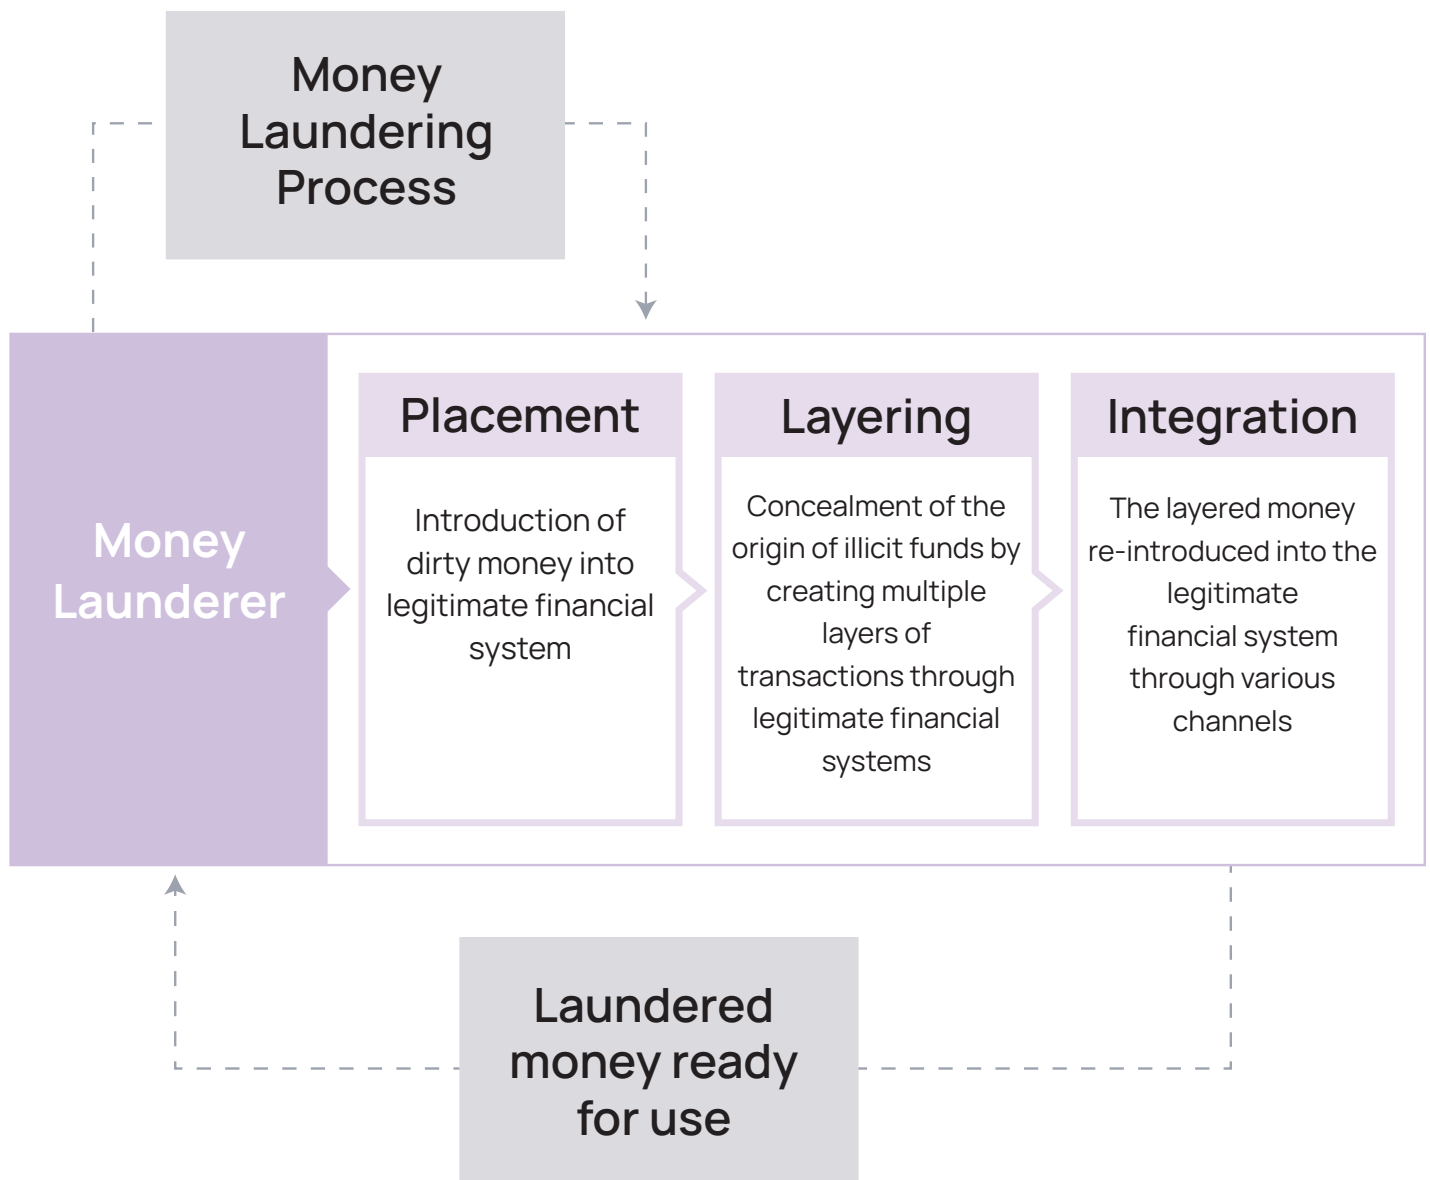 Money
Laundering
Process
Money
Launderer
Placement
Introduction of
dirty money into
legitimate financial
system
Layering
Concealment of the
origin of illicit funds by
creating multiple
layers of
transactions through
legitimate financial
systems
Integration
The layered money
re-introduced into the
legitimate
financial system
through various
channels
Laundered
money ready
for use